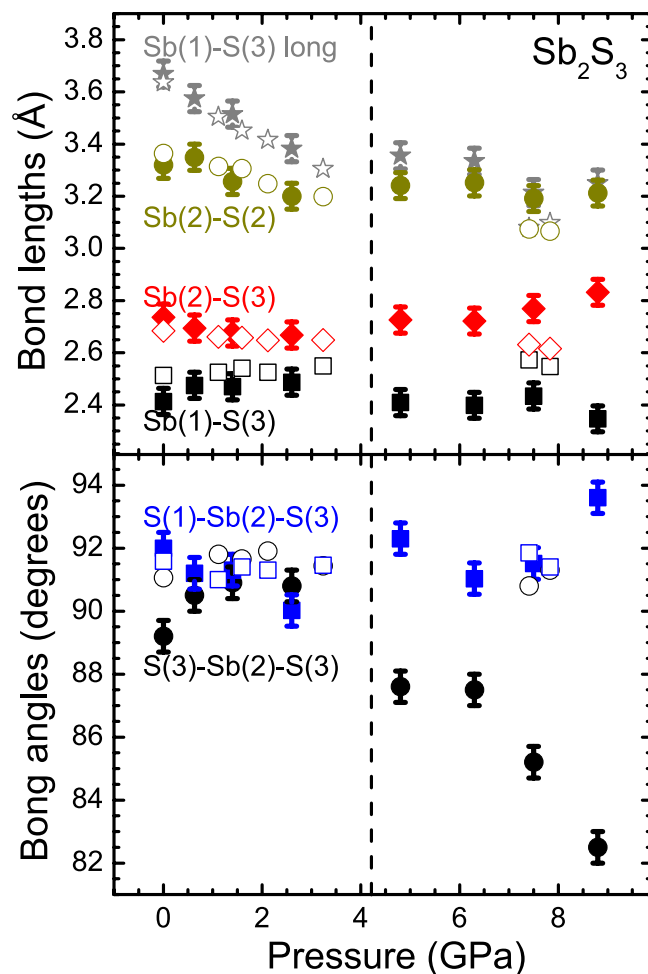 Sb(1)-S(3) long
Sb₂S₃
3.8
3.6
3.4
3.2
3.0
2.8
2.6
2.4
Bond lengths (Å)
Sb(2)-S(2)
Sb(2)-S(3)
Sb(1)-S(3)
94
92
90
88
86
84
82
Bong angles (degrees)
S(1)-Sb(2)-S(3)
S(3)-Sb(2)-S(3)
0 2 4 6 8
Pressure (GPa)